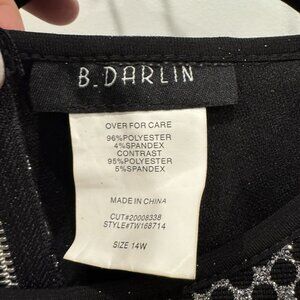 B. DARLIN
OVER FOR CARE
96%POLYESTER
4%SPANDEX
CONTRAST
95%POLYESTER
5%SPANDEX
MADE IN CHINA
CUT#20008338
STYLE#TW168714
SIZE 14W